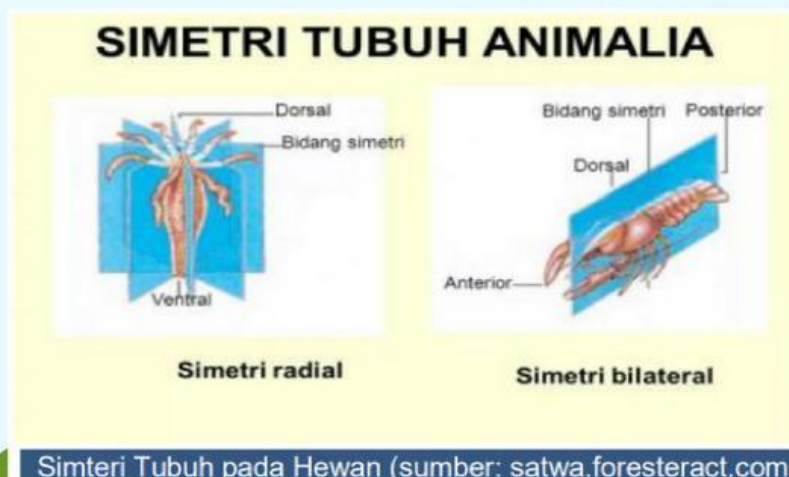 SIMETRI TUBUH ANIMALIA
Dorsal
Bidang simetri
Ventral
Simetri radial
Bidang simetri
Posterior
Dorsal
Anterior
Simetri bilateral
Simteri Tubuh pada Hewan (sumber: satwa.foresteract.com